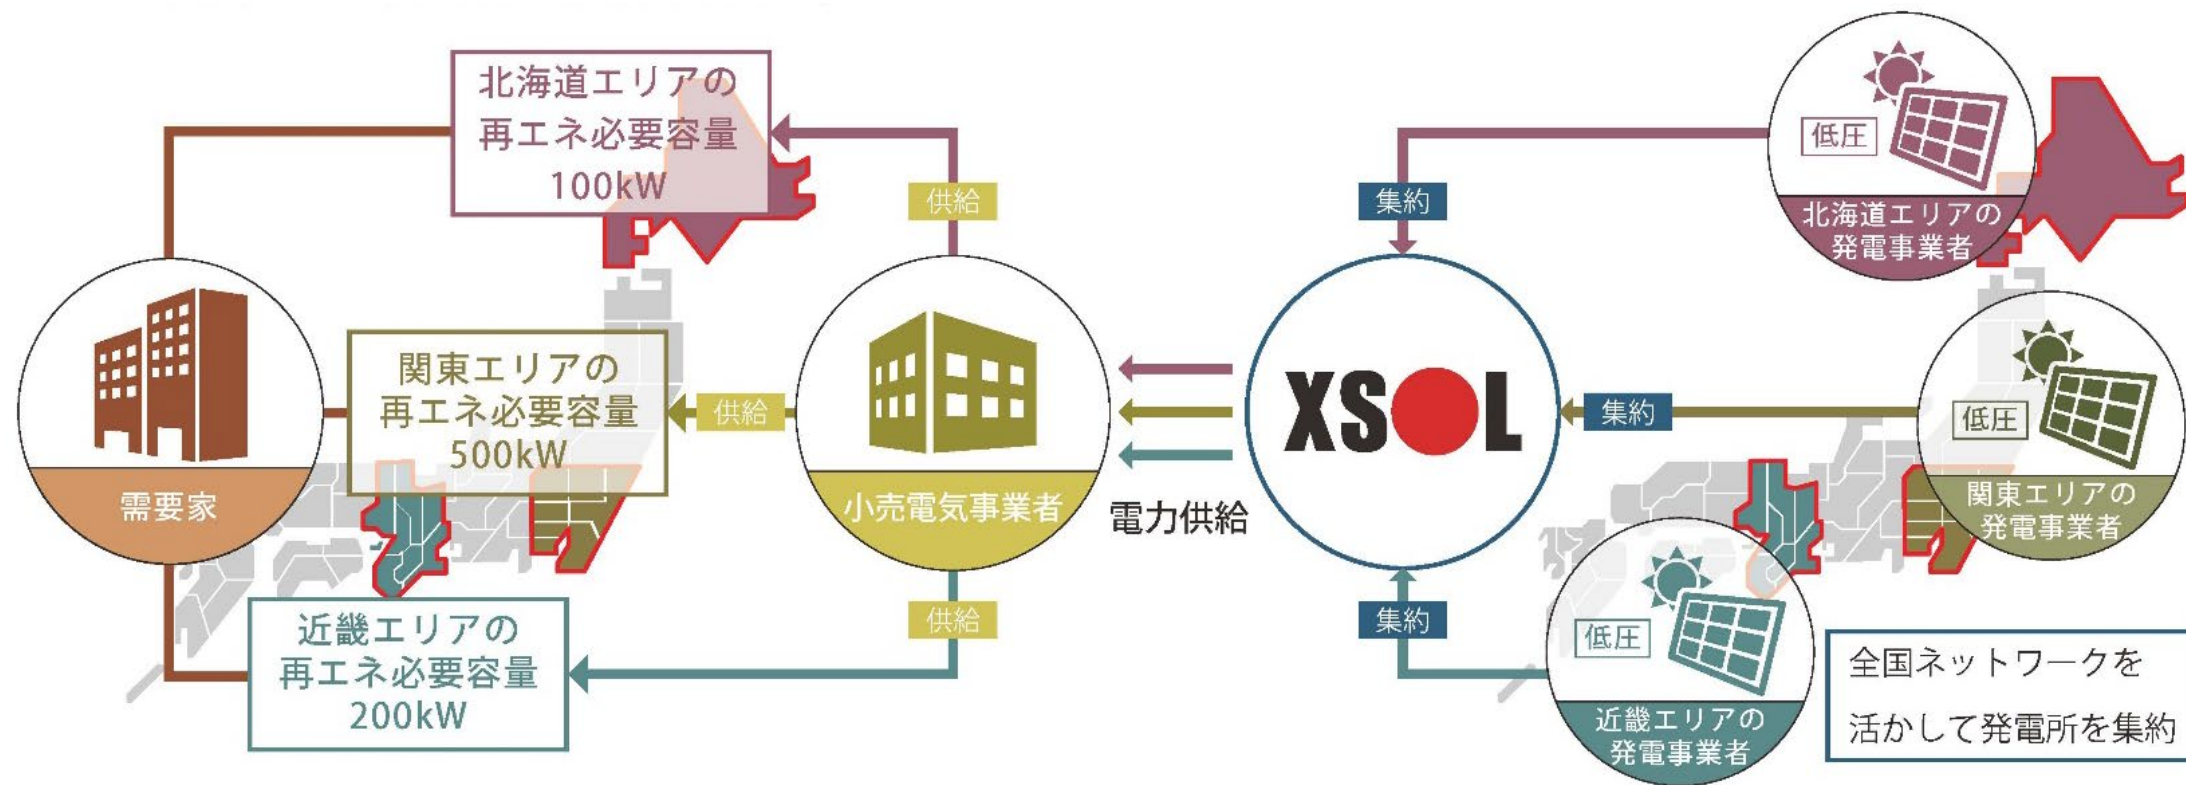 北海道エリアの
再エネ必要容量
100kW
関東エリアの
再エネ必要容量
500kW
近畿エリアの
再エネ必要容量
200kW
需要家
供給
供給
供給
小売電気事業者
電力供給
XSOL
集約
集約
集約
低圧
北海道エリアの
発電事業者
低圧
関東エリアの
発電事業者
低圧
近畿エリアの
発電事業者
全国ネットワークを
活かして発電所を集約